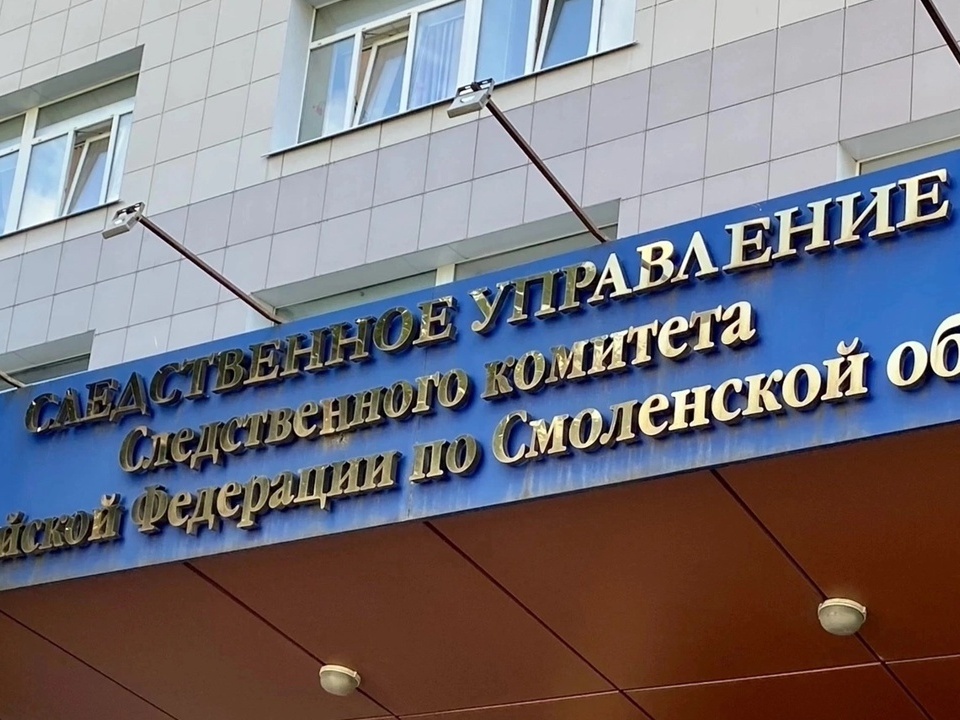 СЛЕДСТВЕННОЕ УПРАВЛЕНИЕ
Следственного комитета
йской Федерации по Смоленской об